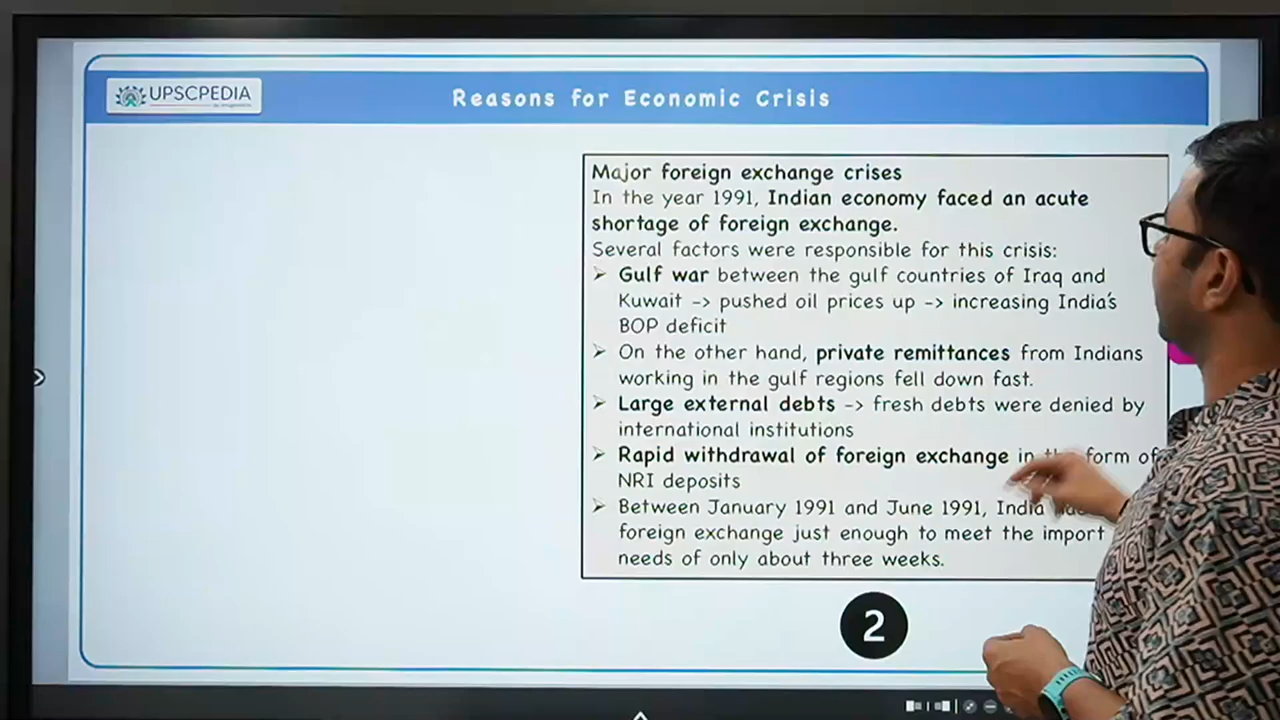 UPSCPEDIA
Reasons for Economic Crisis
Major foreign exchange crises
In the year 1991, Indian economy faced an acute
shortage of foreign exchange.
Several factors were responsible for this crisis:
➢ Gulf war between the gulf countries of Iraq and
Kuwait -> pushed oil prices up -> increasing India's
BOP deficit
➢ On the other hand, private remittances from Indians
working in the gulf regions fell down fast.
➢ Large external debts -> fresh debts were denied by
international institutions
➢ Rapid withdrawal of foreign exchange in form of
NRI deposits
➢ Between January 1991 and June 1991, India
foreign exchange just enough to meet the import
needs of only about three weeks.
2